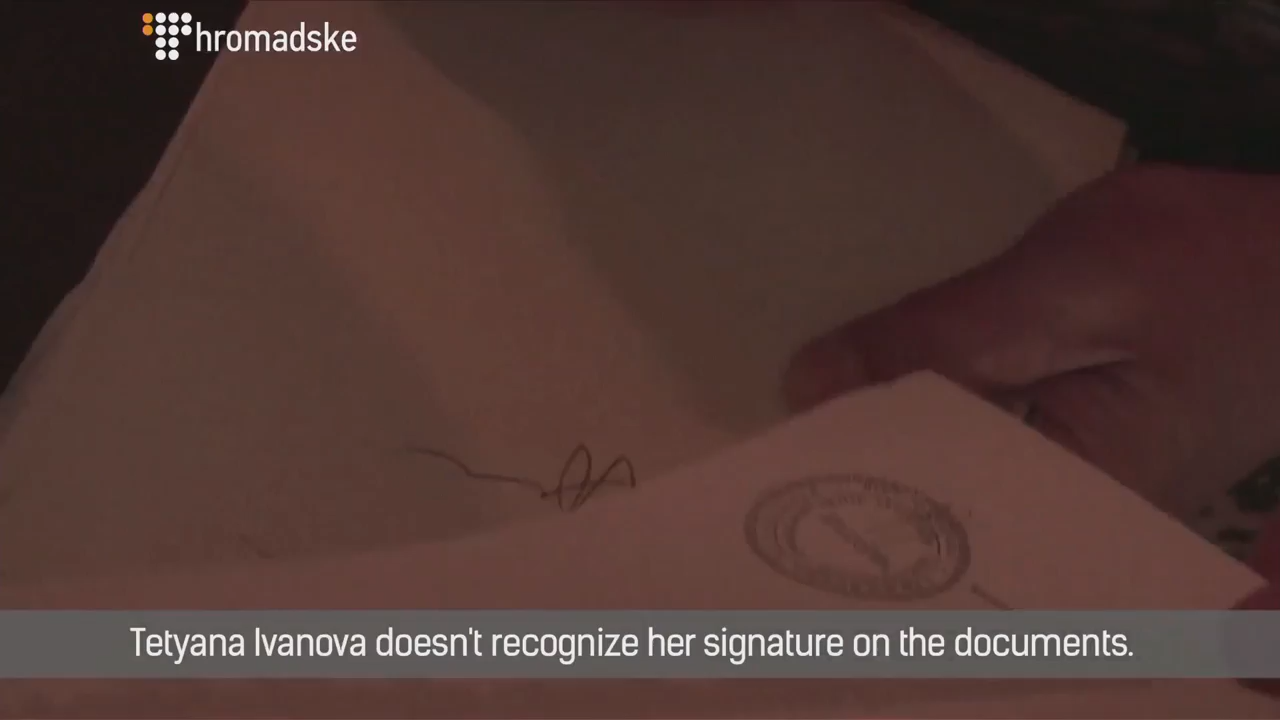 hromadske
Tetyana Ivanova doesn't recognize her signature on the documents.